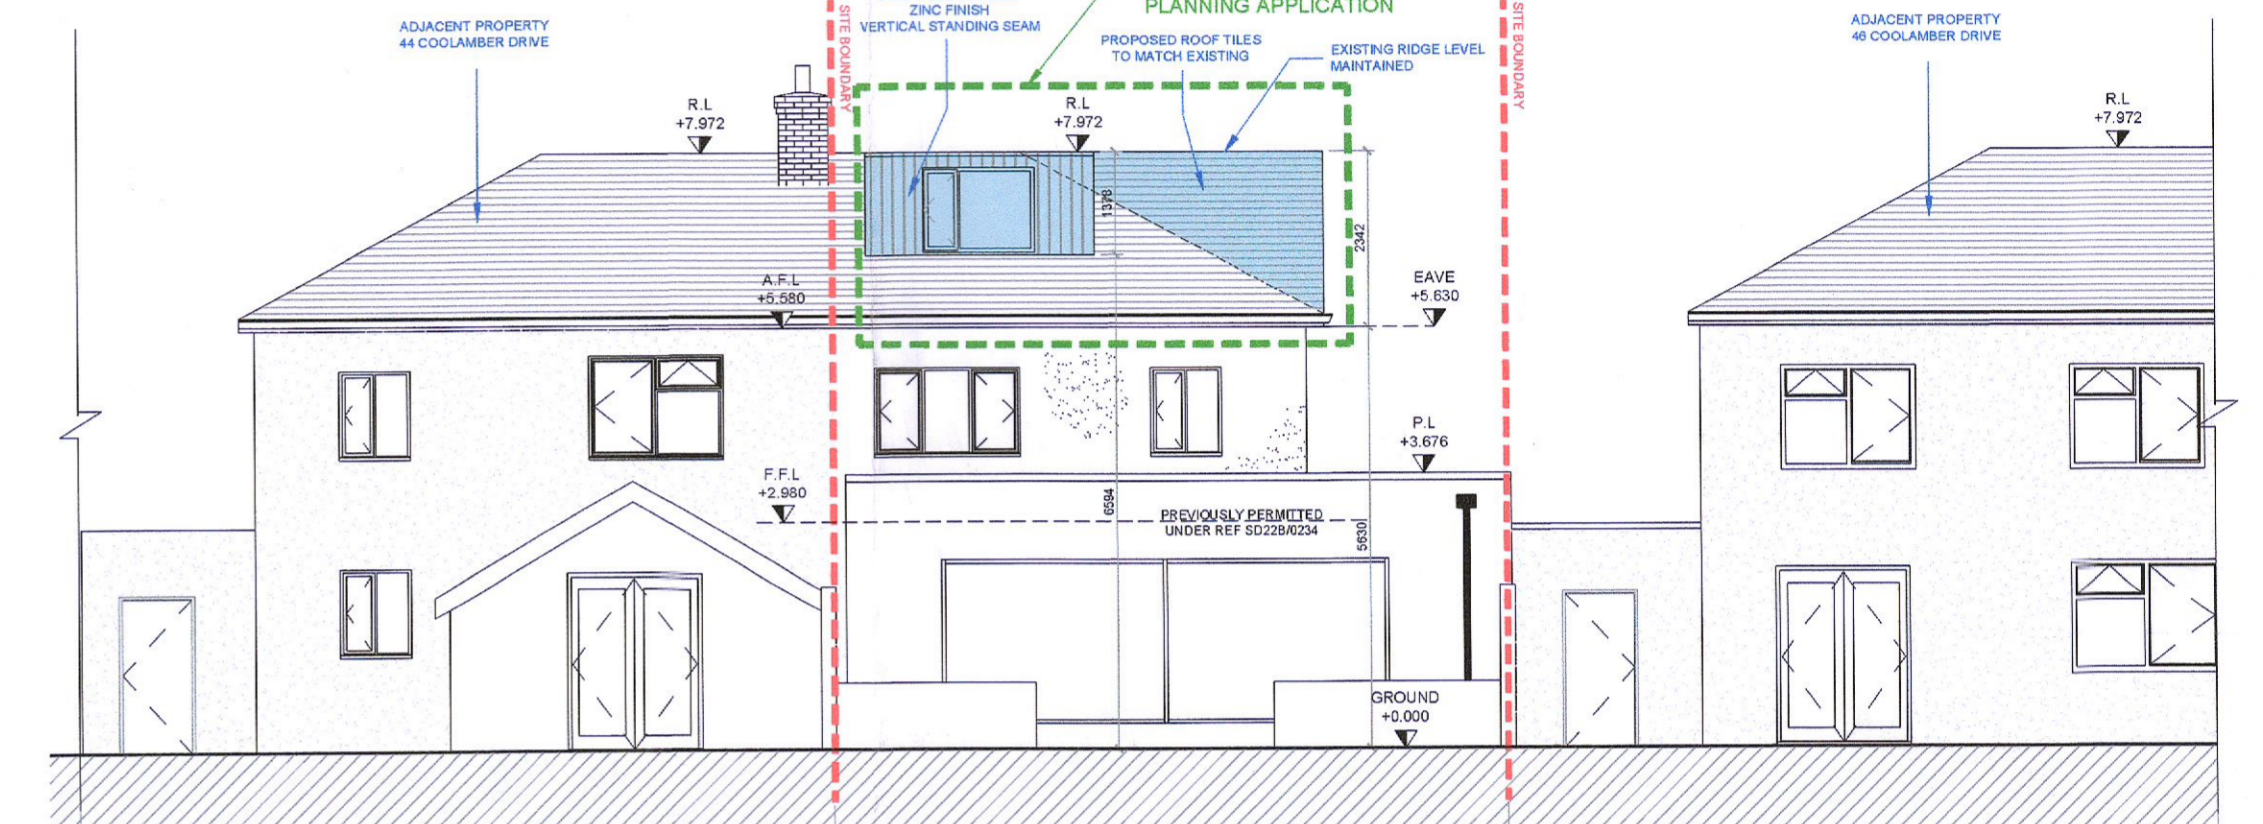 ADJACENT PROPERTY
44 COOLAMBER DRIVE
SITE BOUNDARY
ZINC FINISH
VERTICAL STANDING SEAM
PLANNING APPLICATION
PROPOSED ROOF TILES
TO MATCH EXISTING
EXISTING RIDGE LEVEL
MAINTAINED
SITE BOUNDARY
ADJACENT PROPERTY
46 COOLAMBER DRIVE
R.L
+7.972
R.L
+7.972
R.L
+7.972
1378
2342
A.F.L
+5.580
EAVE
+5.630
P.L
+3.676
F.F.L
+2.980
6594
PREVIOUSLY PERMITTED
UNDER REF SD22B/0234
5630
GROUND
+0.000